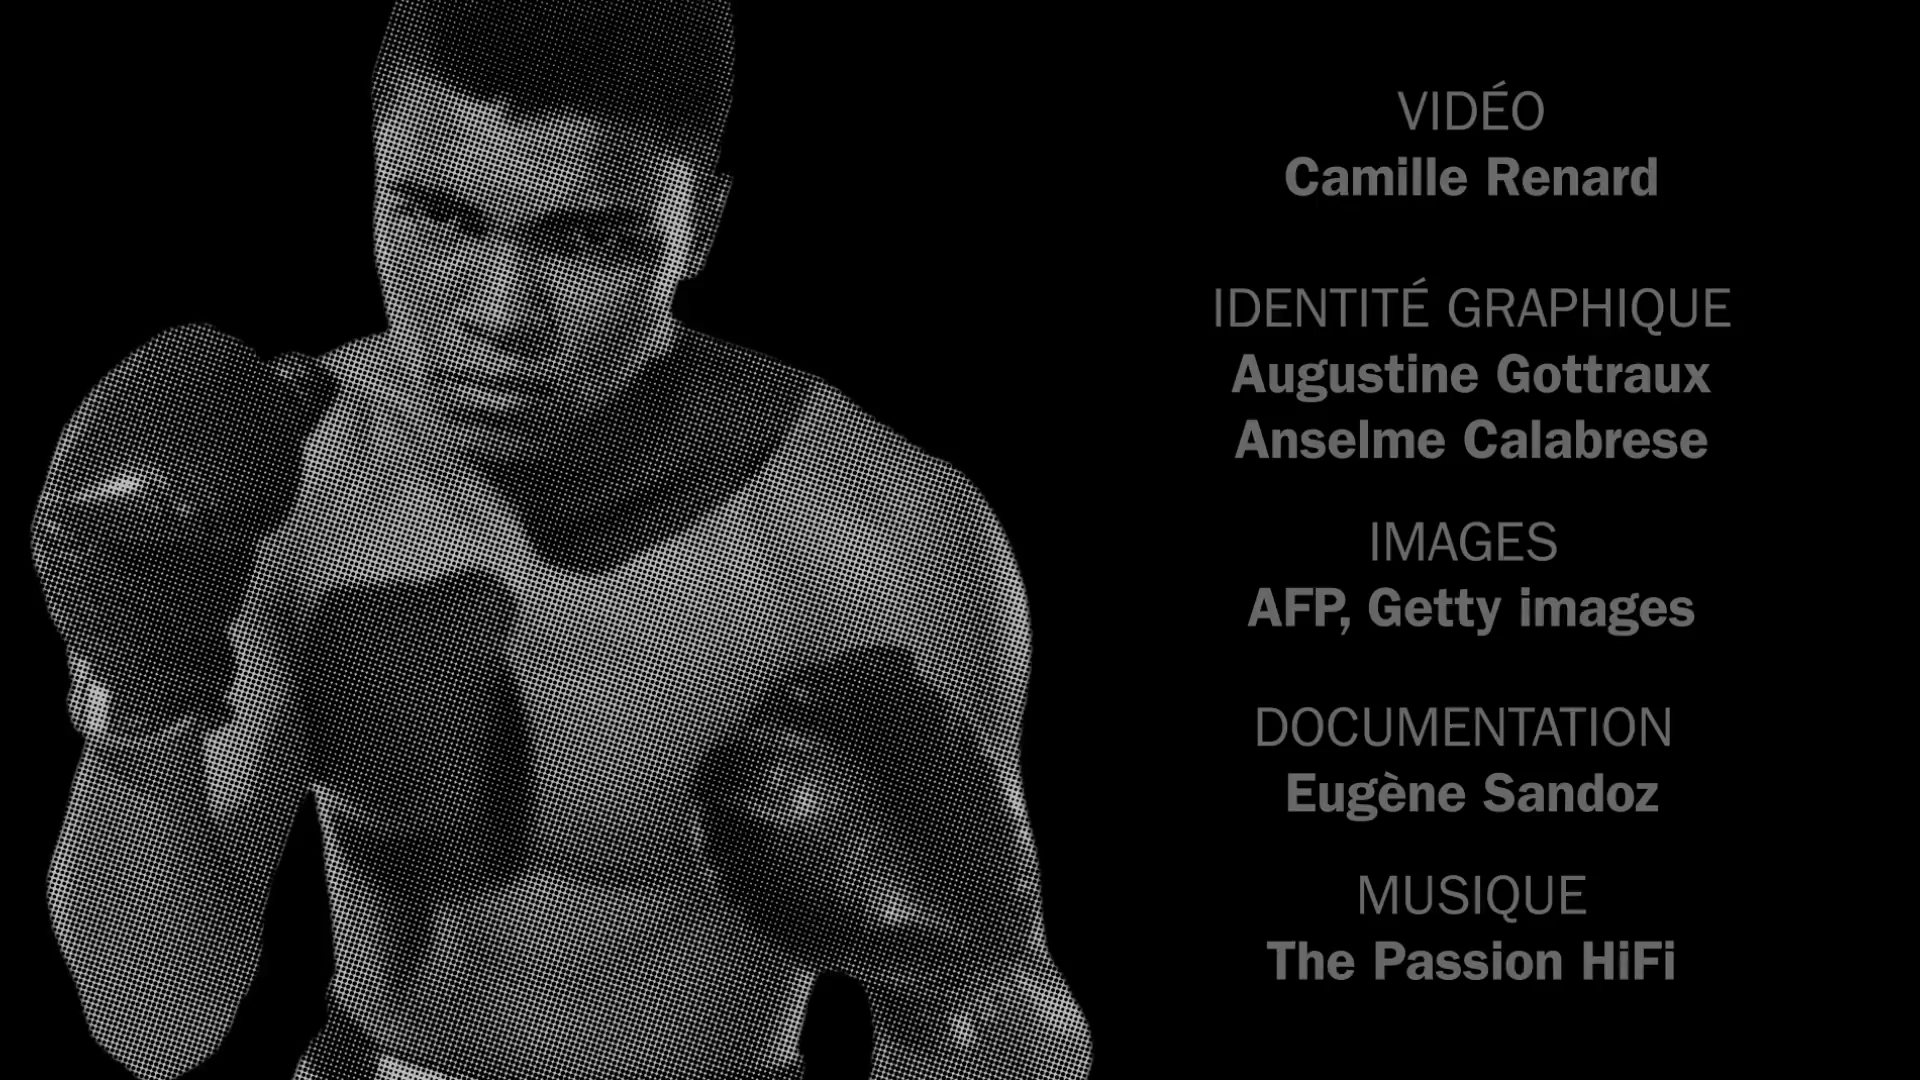 VIDÉO
Camille Renard
IDENTITÉ GRAPHIQUE
Augustine Gottraux
Anselme Calabrese
IMAGES
AFP, Getty images
DOCUMENTATION
Eugène Sandoz
MUSIQUE
The Passion HiFi